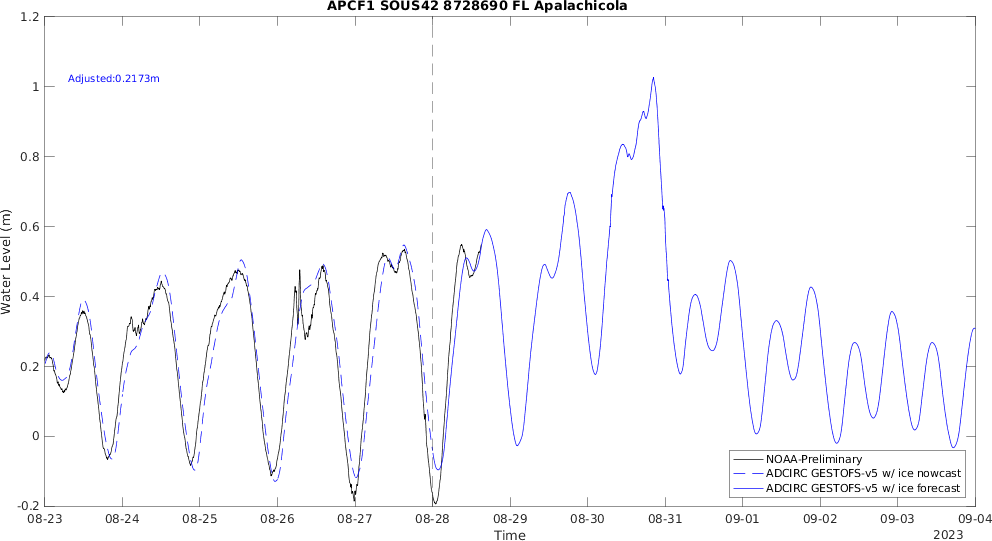 APCF1 SOUS42 8728690 FL Apalachicola
1.2
1
0.8
0.6
0.4
0.2
0
-0.2
Water Level (m)
Adjusted:0.2173m
NOAA-Preliminary
ADCIRC GESTOFS-v5 w/ ice nowcast
ADCIRC GESTOFS-v5 w/ ice forecast
08-23 08-24 08-25 08-26 08-27 08-28 08-29 08-30 08-31 09-01 09-02 09-03 09-04
Time
2023